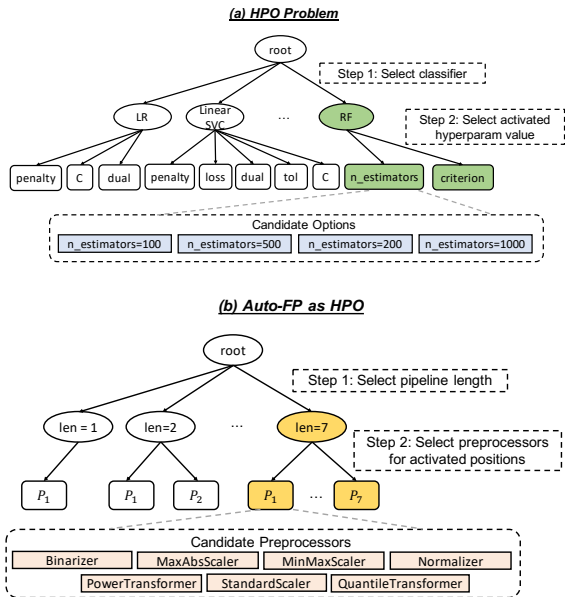 (a) HPO Problem
root
Step 1: Select classifier
LR
Linear
SVC
...
RF
Step 2: Select activated
hyperparam value
penalty C dual penalty loss dual tol C n_estimators criterion
Candidate Options
n_estimators=100 n_estimators=500 n_estimators=200 n_estimators=1000
(b) Auto-FP as HPO
root
Step 1: Select pipeline length
len = 1 len=2 ... len=7
Step 2: Select preprocessors
for activated positions
P₁ P₁ P₂ P₁ ... P₇
Candidate Preprocessors
Binarizer MaxAbsScaler MinMaxScaler Normalizer
PowerTransformer StandardScaler QuantileTransformer